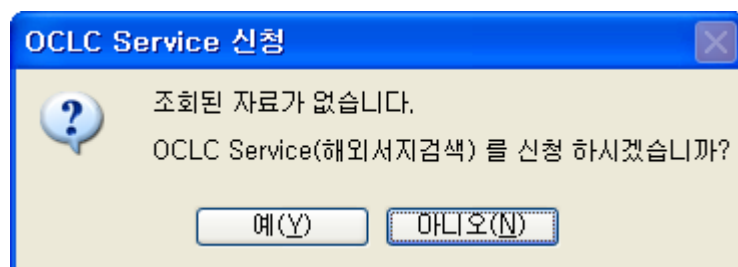 OCLC Service 신청
조회된 자료가 없습니다.
OCLC Service(해외서지검색) 를 신청 하시겠습니까?
예(Y) 아니오(N)